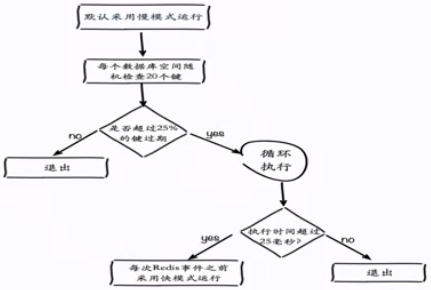 默认采用慢模式运行
每个数据库空间随
机检查20个键
是否超过25%
的键过期
no
yes
退出
循环
执行
执行时间超过
25毫秒?
yes
no
每次Redis事件之前
采用快模式运行
退出